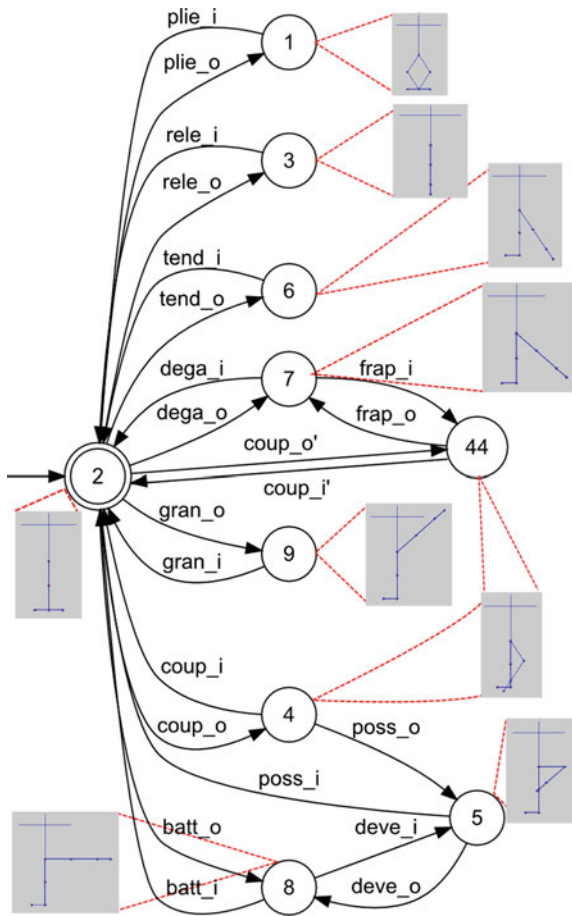 plie_i
1
plie_o
rele_i
3
rele_o
tend_i
6
tend_o
dega_i
7
frap_i
dega_o
frap_o
coup_o'
44
2
coup_i'
gran_o
9
gran_i
coup_i
4
coup_o
poss_o
poss_i
5
batt_o
deve_i
8
batt_i
deve_o